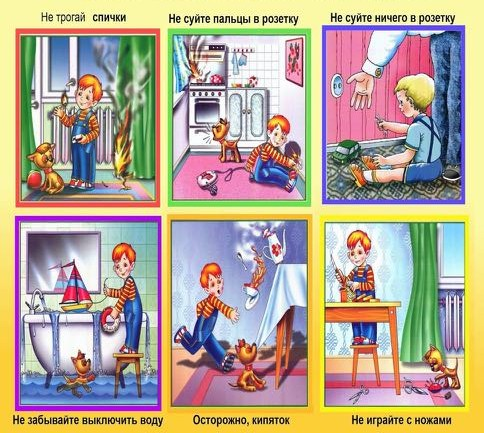 Не трогай спички
Не суйте пальцы в розетку
Не суйте ничего в розетку
Не забывайте выключить воду
Осторожно, кипяток
Не играйте с ножами